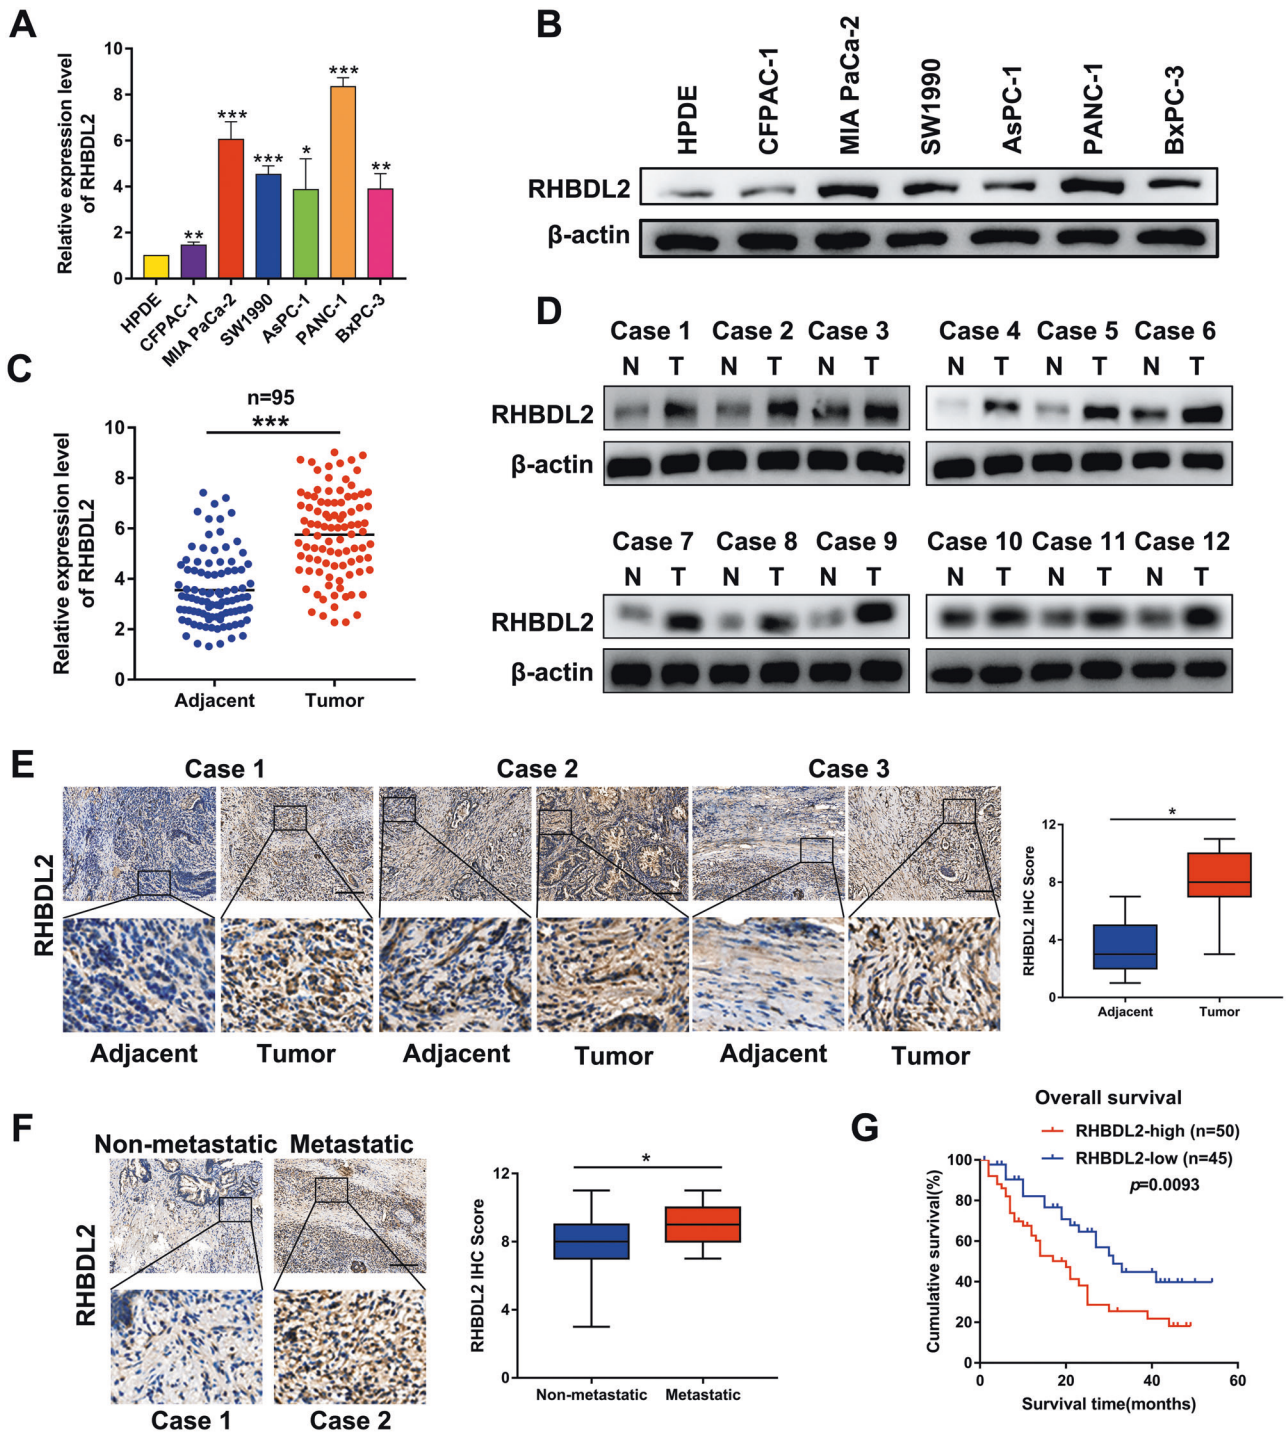 A
Relative expression level
of RHBDL2
10
8
6
4
2
0
**
***
***
*
***
**
HPDE
CFPAC-1
MIA PaCa-2
SW1990
AsPC-1
PANC-1
BxPC-3
B
HPDE
CFPAC-1
MIA PaCa-2
SW1990
AsPC-1
PANC-1
BxPC-3
RHBDL2
β-actin
C
n=95
***
Relative expression level
of RHBDL2
10
8
6
4
2
0
Adjacent Tumor
D
Case 1 Case 2 Case 3 Case 4 Case 5 Case 6
N T N T N T N T N T N T
RHBDL2
β-actin
Case 7 Case 8 Case 9 Case 10 Case 11 Case 12
N T N T N T N T N T N T
RHBDL2
β-actin
E
Case 1 Case 2 Case 3
RHBDL2
Adjacent Tumor Adjacent Tumor Adjacent Tumor
RHBDL2 IHC Score
12
8
4
0
*
Adjacent Tumor
F
Non-metastatic Metastatic
RHBDL2
Case 1 Case 2
RHBDL2 IHC Score
12
8
4
0
*
Non-metastatic Metastatic
G
Overall survival
RHBDL2-high (n=50)
RHBDL2-low (n=45)
p=0.0093
Cumulative survival(%)
100
80
60
40
20
0
0 20 40 60
Survival time(months)